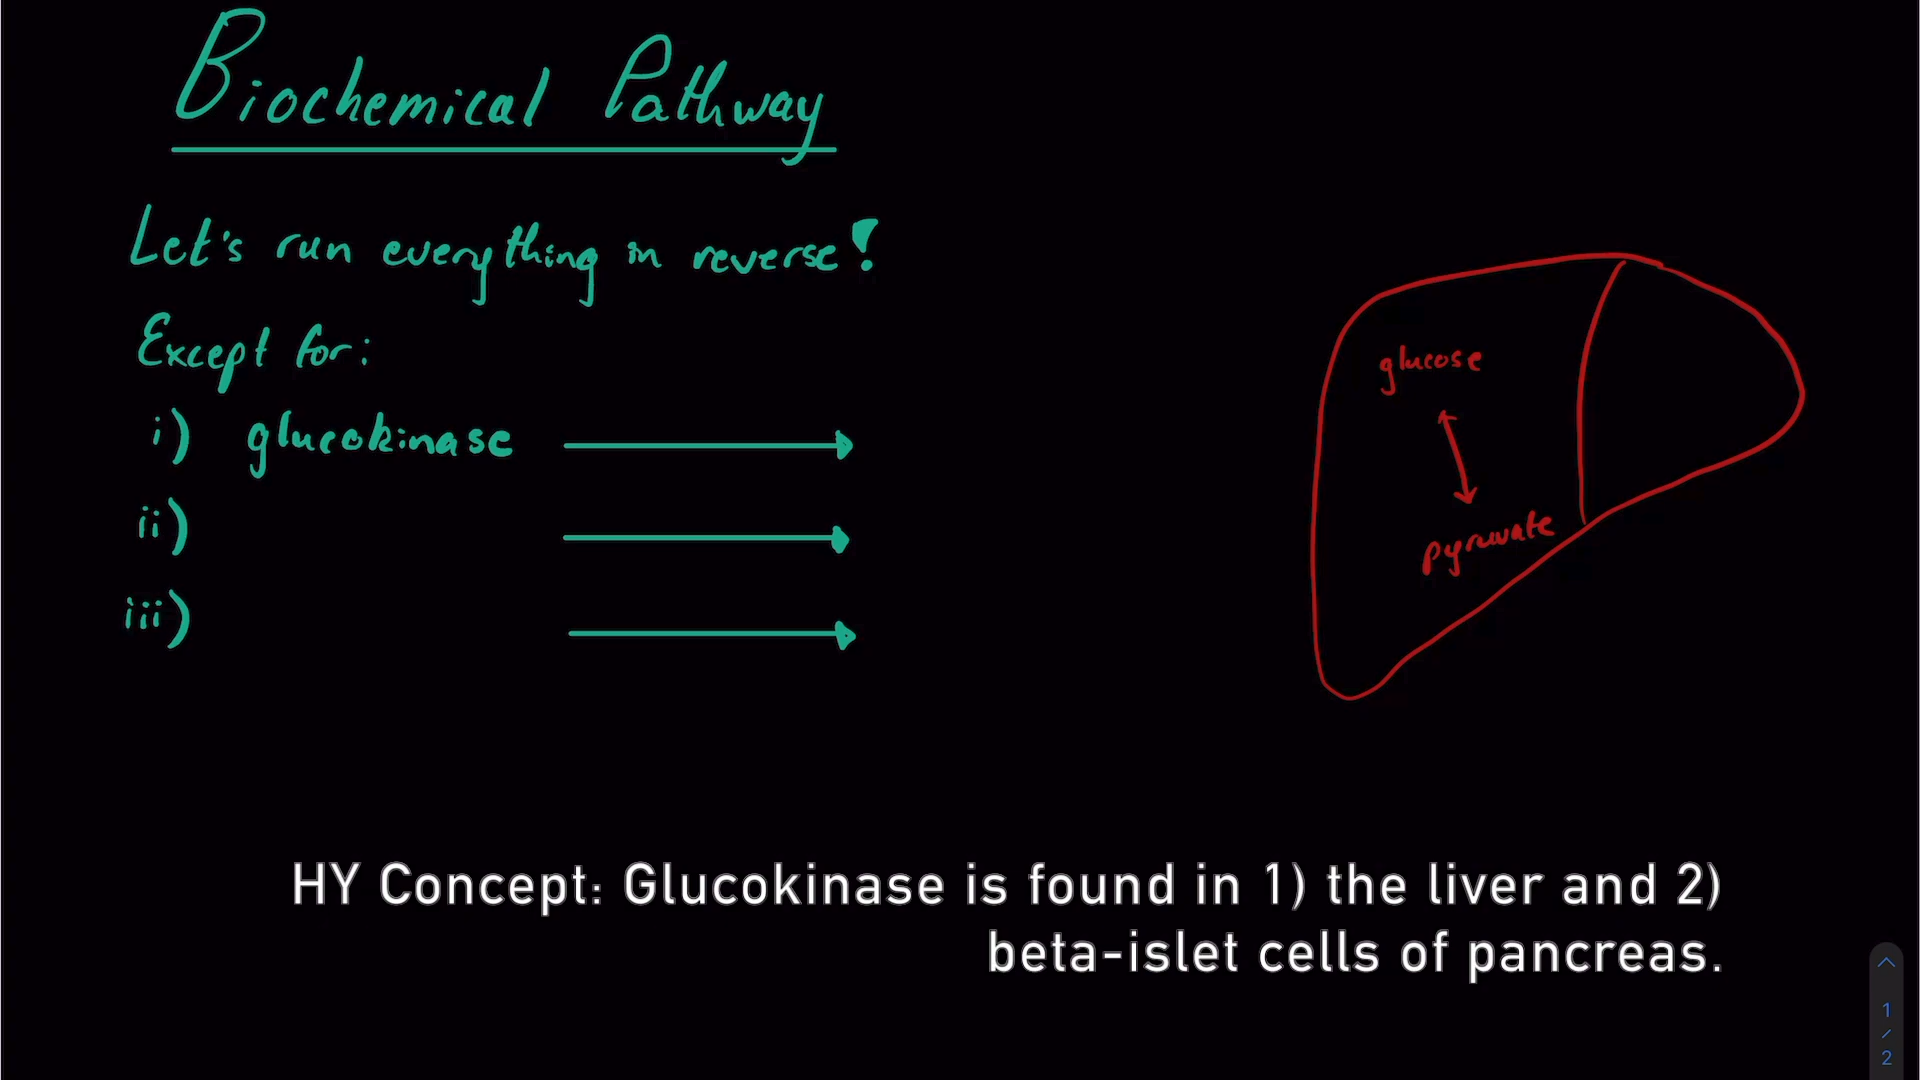 Biochemical Pathway
Let's run everything in reverse!
Except for:
i) glucokinase
ii)
iii)
glucose
pyruvate
HY Concept: Glucokinase is found in 1) the liver and 2)
beta-islet cells of pancreas.
1
/
2